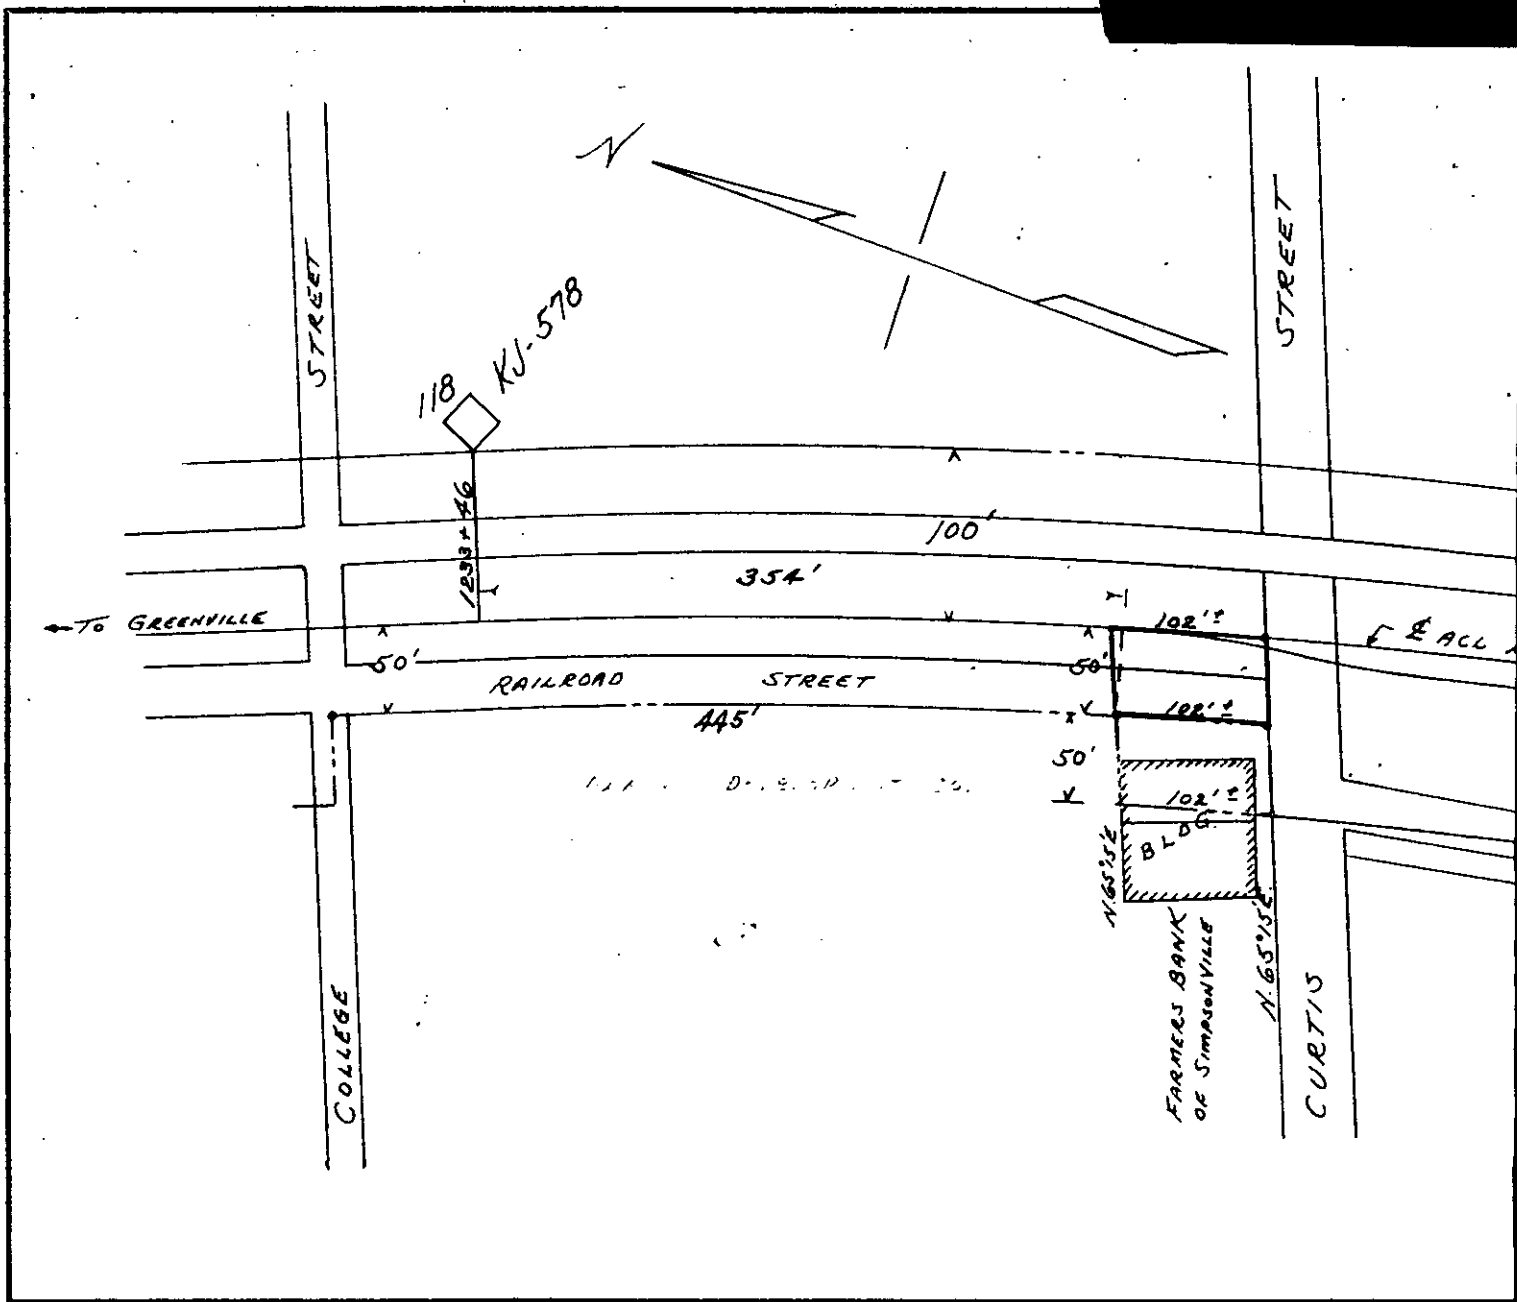 N
STREET
STREET
118
KJ-578
1233+46
100'
354'
←TO GREENVILLE
102'±
℄ ACL
50'
50'
RAILROAD STREET
102'±
445'
50'
102'±
BLDG.
N.65°15'E
N.65°15'E.
FARMERS BANK
OF SIMPSONVILLE
COLLEGE
CURTIS